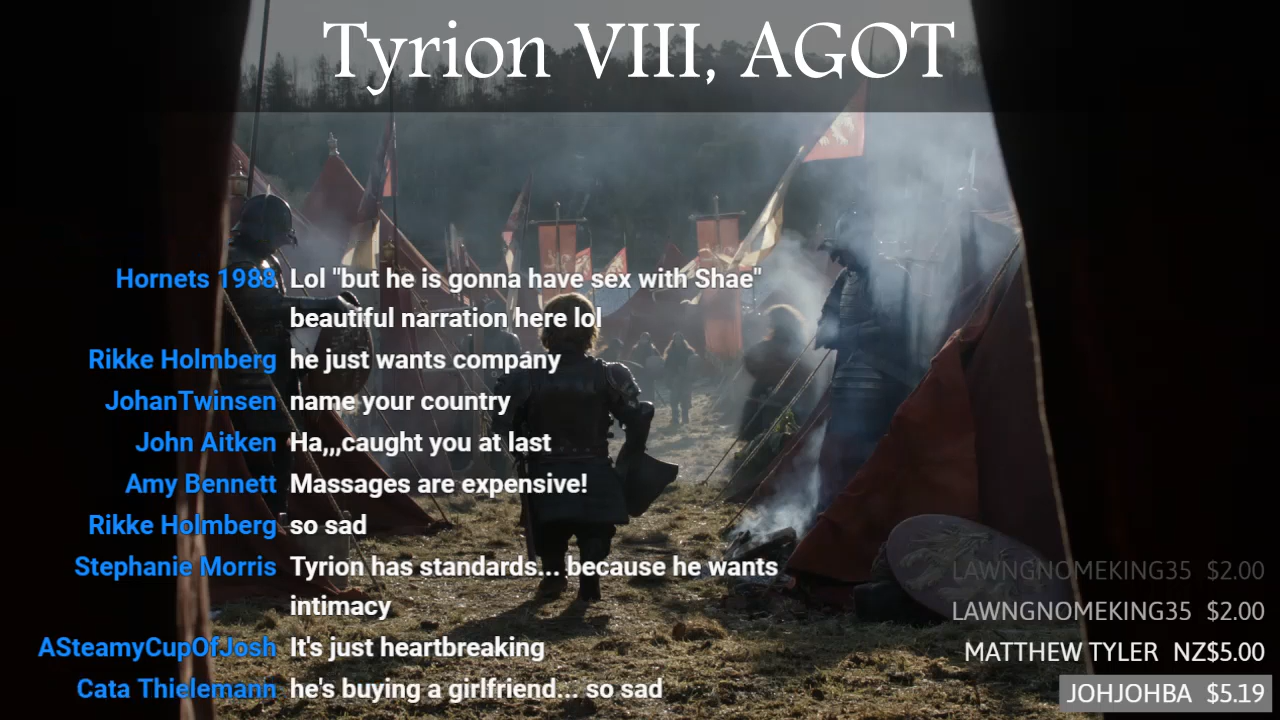 Tyrion VIII, AGOT
Hornets 1988 Lol "but he is gonna have sex with Shae"
beautiful narration here lol
Rikke Holmberg he just wants company
JohanTwinsen name your country
John Aitken Ha,,,caught you at last
Amy Bennett Massages are expensive!
Rikke Holmberg so sad
Stephanie Morris Tyrion has standards... because he wants
intimacy
ASteamyCupOfJosh It's just heartbreaking
Cata Thielemann he's buying a girlfriend... so sad
LAWNGNOMEKING35 $2.00
LAWNGNOMEKING35 $2.00
MATTHEW TYLER NZ$5.00
JOHJOHBA $5.19